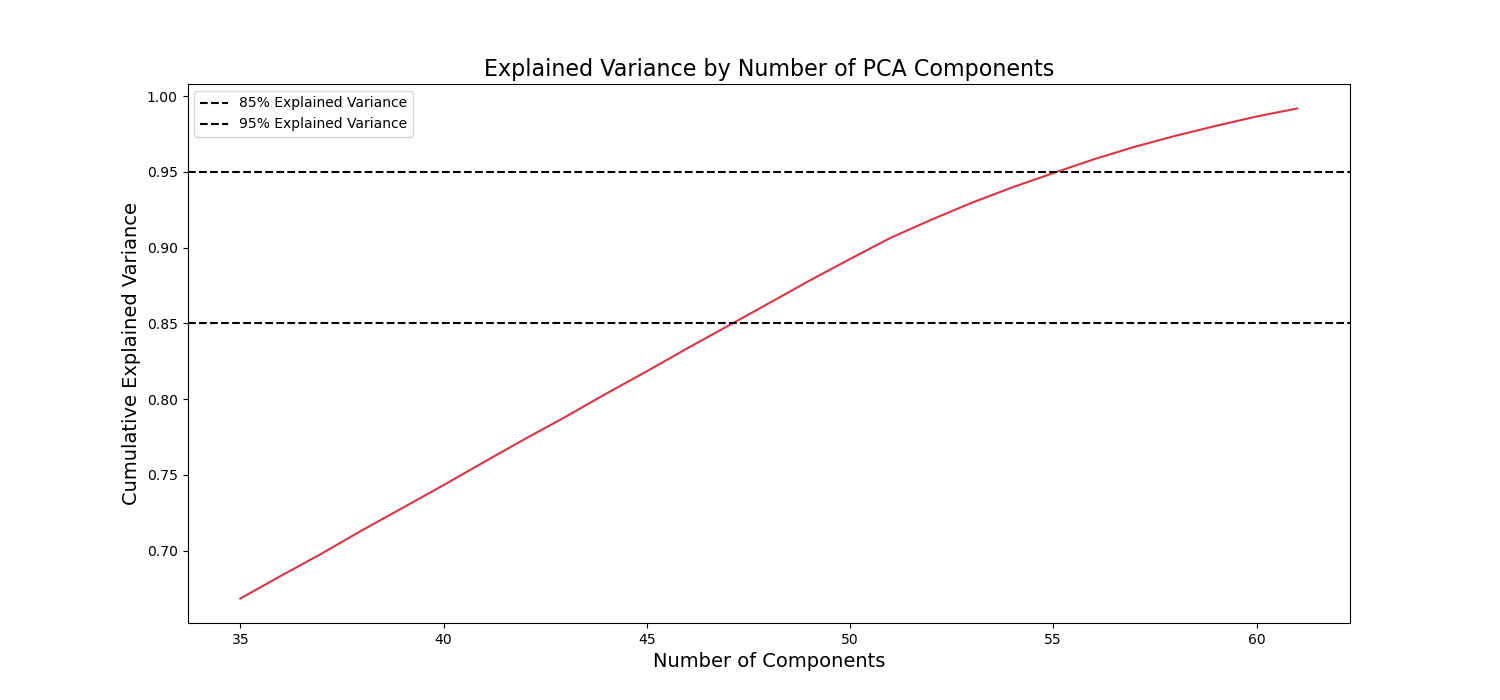 Explained Variance by Number of PCA Components
85% Explained Variance
95% Explained Variance
Cumulative Explained Variance
1.00
0.95
0.90
0.85
0.80
0.75
0.70
35 40 45 50 55 60
Number of Components